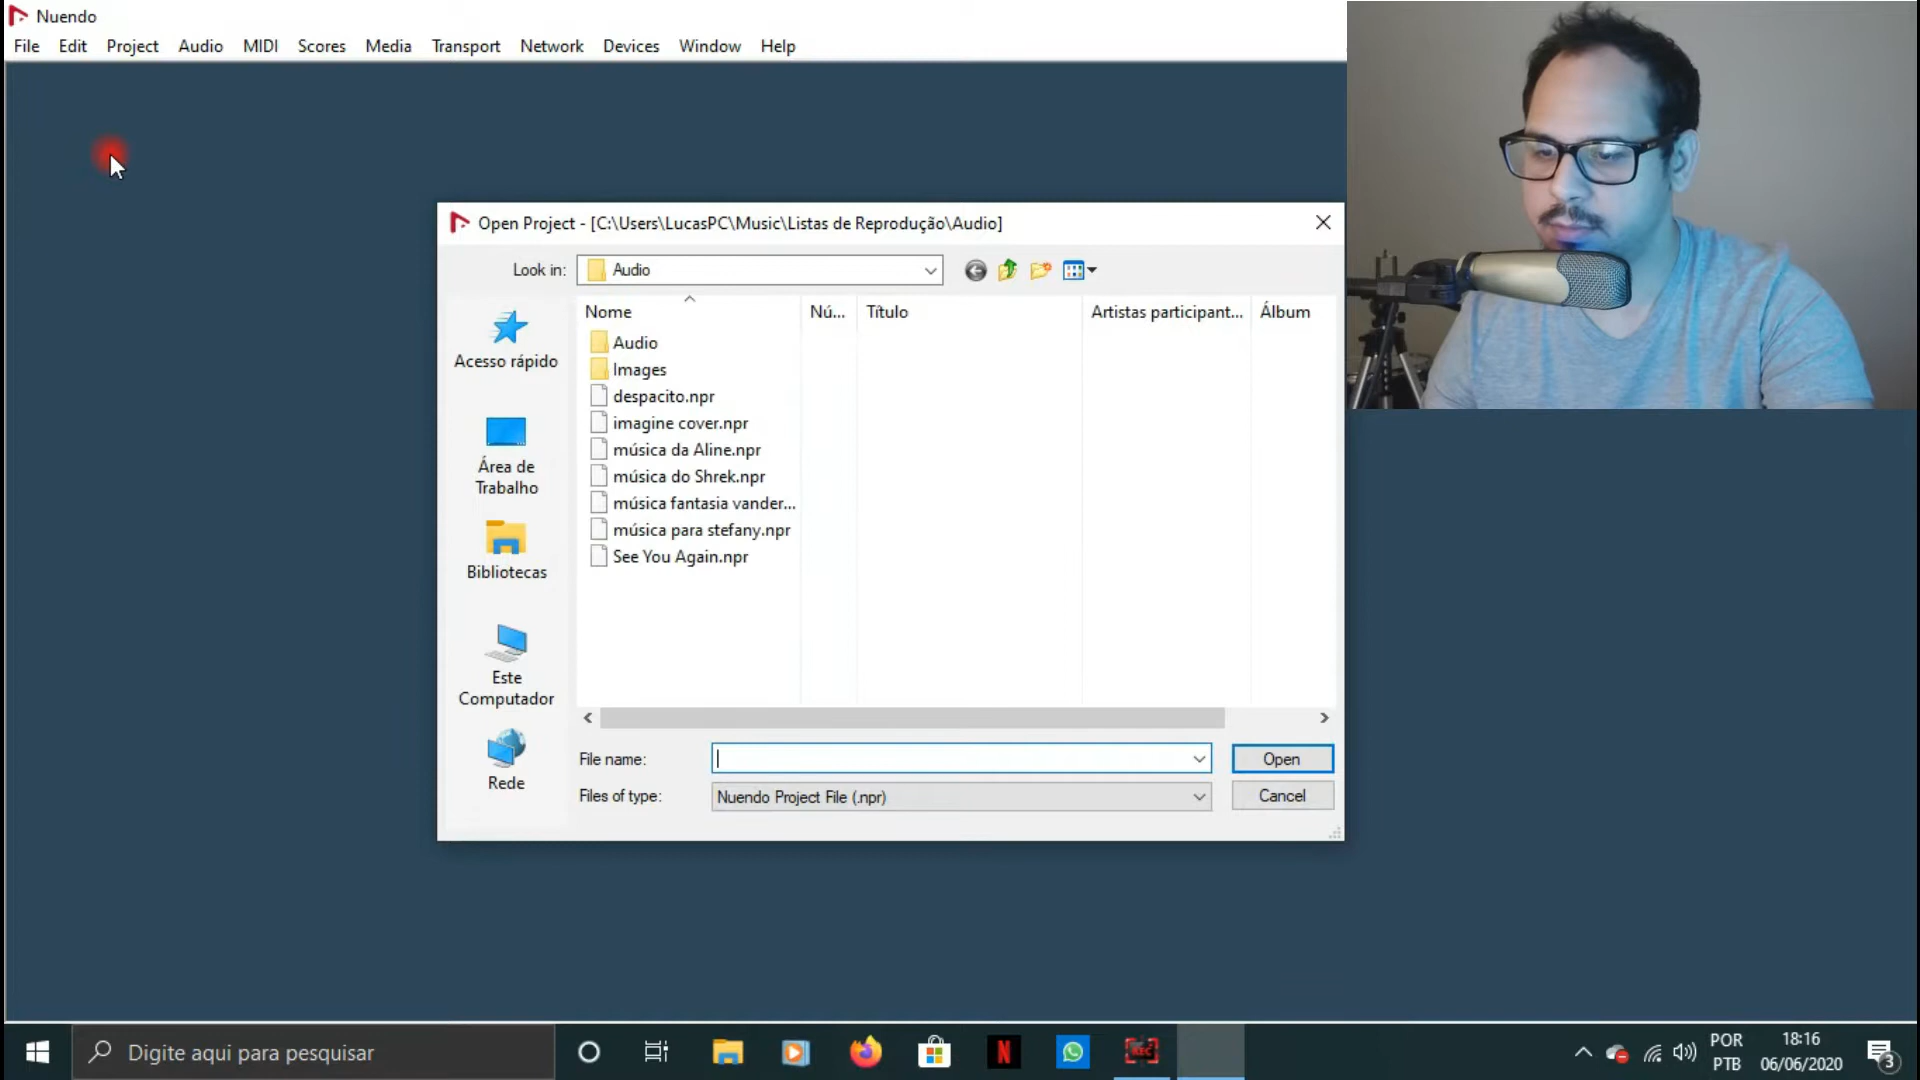 Nuendo
File Edit Project Audio MIDI Scores Media Transport Network Devices Window Help
Open Project - [C:\Users\LucasPC\Music\Listas de Reprodução\Audio]
Look in: Audio
Nome Nú... Título Artistas participant... Álbum
Acesso rápido
Área de
Trabalho
Bibliotecas
Este
Computador
Rede
Audio
Images
despacito.npr
imagine cover.npr
música da Aline.npr
música do Shrek.npr
música fantasia vander...
música para stefany.npr
See You Again.npr
File name: Open
Files of type: Nuendo Project File (.npr) Cancel
Digite aqui para pesquisar
N
REC
POR
PTB
18:16
06/06/2020
3